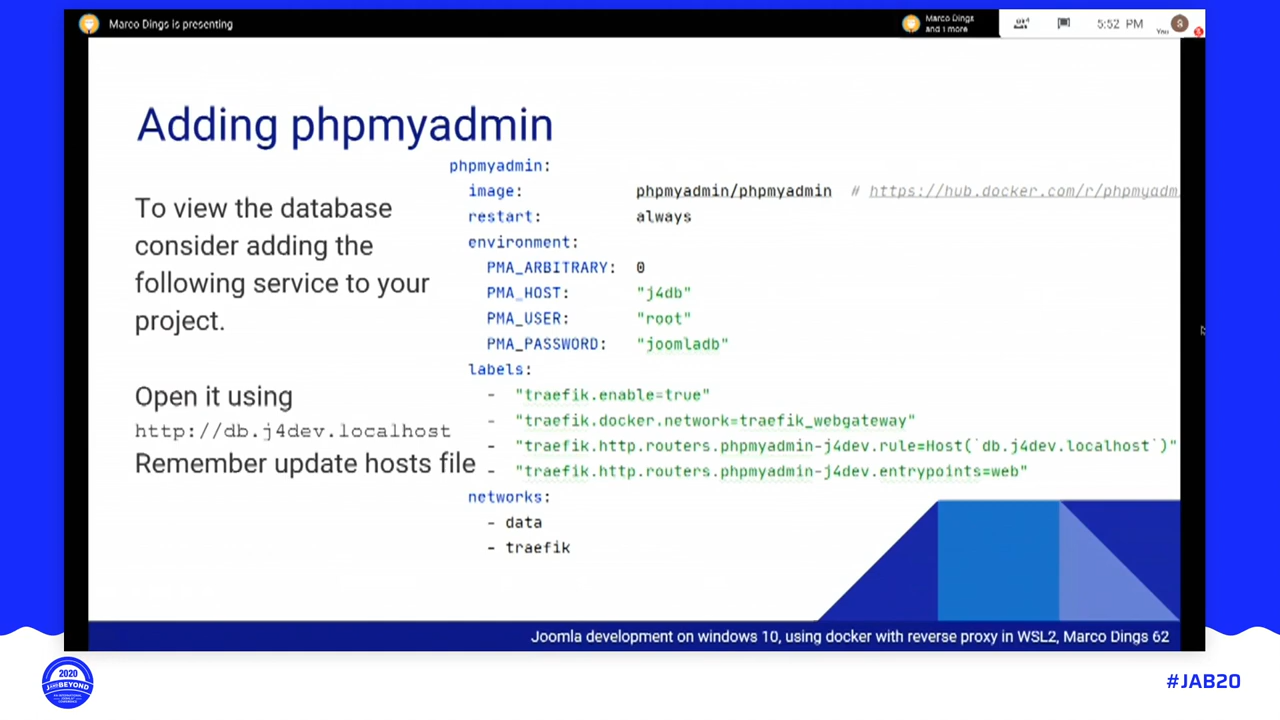 Marco Dings is presenting
Marco Dings
and 1 more
5:52 PM
You
S
Adding phpmyadmin
To view the database
consider adding the
following service to your
project.
Open it using
http://db.j4dev.localhost
Remember update hosts file
phpmyadmin:
image: phpmyadmin/phpmyadmin # https://hub.docker.com/r/phpmyadm
restart: always
environment:
PMA_ARBITRARY: 0
PMA_HOST: "j4db"
PMA_USER: "root"
PMA_PASSWORD: "joomladb"
labels:
- "traefik.enable=true"
- "traefik.docker.network=traefik_webgateway"
- "traefik.http.routers.phpmyadmin-j4dev.rule=Host(`db.j4dev.localhost`)"
- "traefik.http.routers.phpmyadmin-j4dev.entrypoints=web"
networks:
- data
- traefik
Joomla development on windows 10, using docker with reverse proxy in WSL2, Marco Dings 62
2020
JANDBEYOND
#JAB20